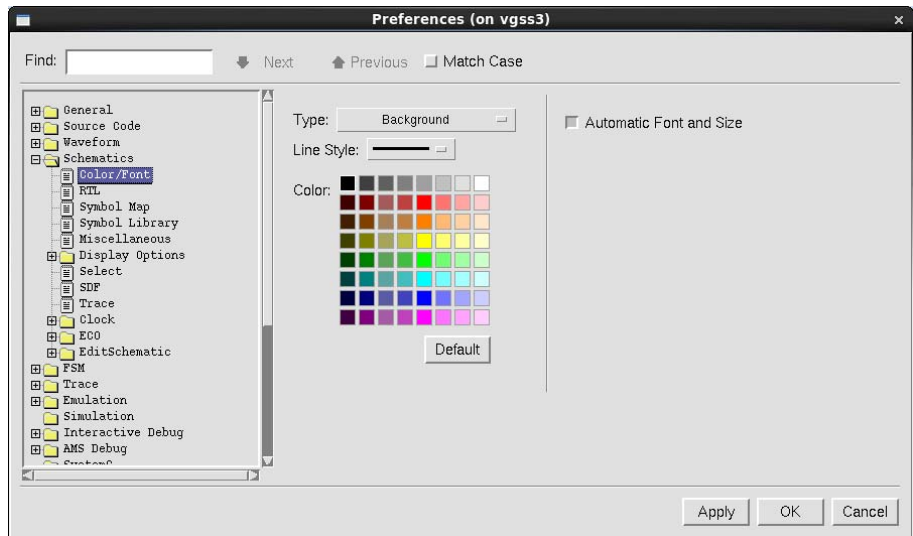 Preferences (on vgss3)
Find:
Next
Previous
Match Case
General
Source Code
Waveform
Schematics
Color/Font
RTL
Symbol Map
Symbol Library
Miscellaneous
Display Options
Select
SDF
Trace
Clock
ECO
EditSchematic
FSM
Trace
Emulation
Simulation
Interactive Debug
AMS Debug
Type: Background
Line Style:
Color:
Default
Automatic Font and Size
Apply
OK
Cancel